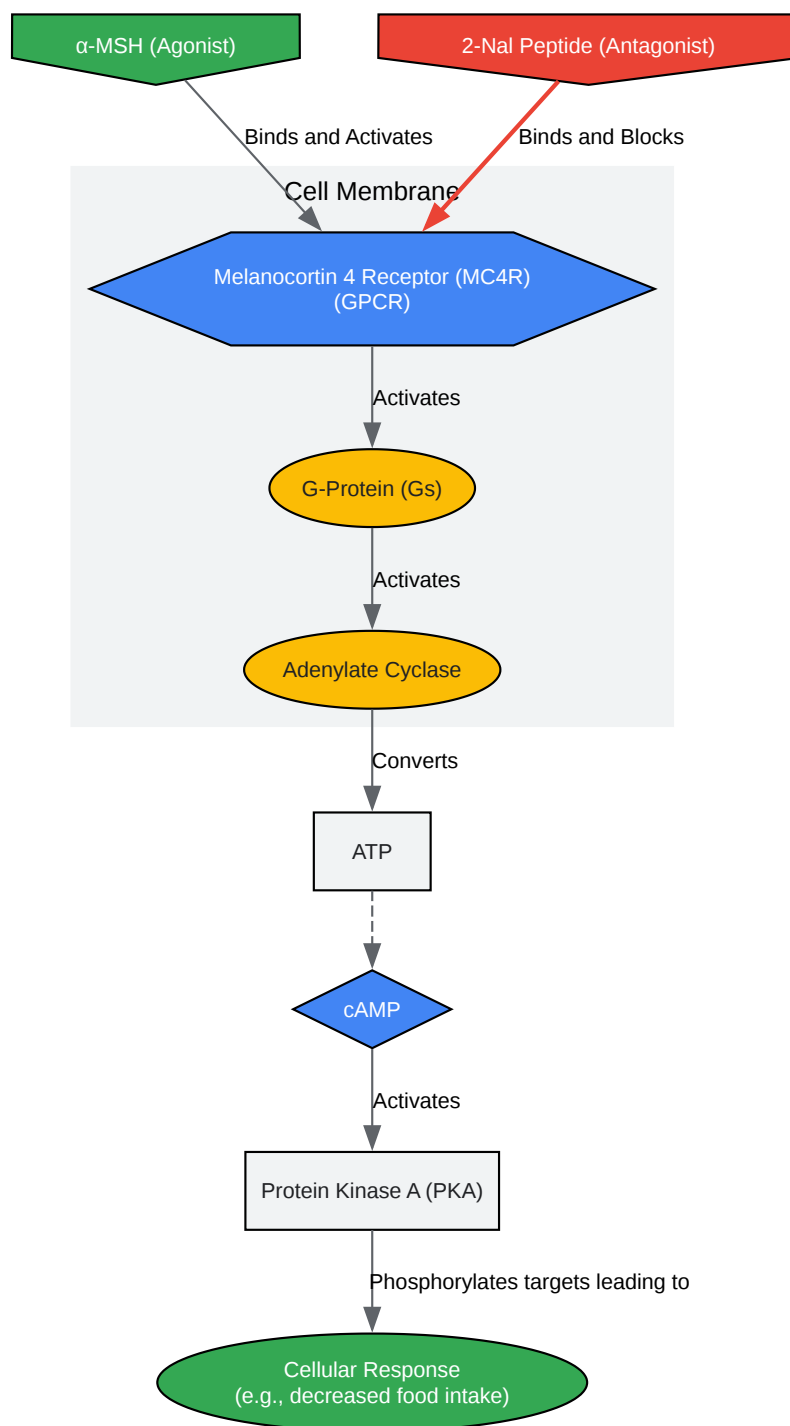 α-MSH (Agonist)
2-Nal Peptide (Antagonist)
Binds and Activates
Binds and Blocks
Cell Membrane
Melanocortin 4 Receptor (MC4R)
(GPCR)
Activates
G-Protein (Gs)
Activates
Adenylate Cyclase
Converts
ATP
cAMP
Activates
Protein Kinase A (PKA)
Phosphorylates targets leading to
Cellular Response
(e.g., decreased food intake)